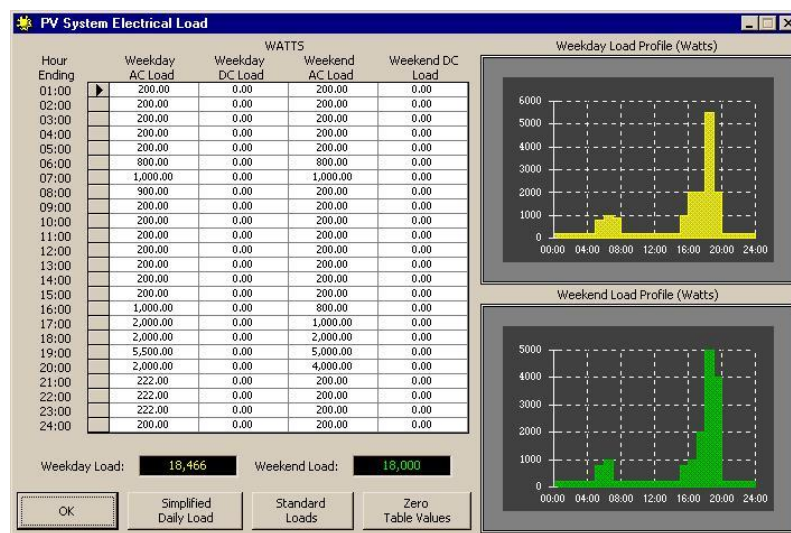 PV System Electrical Load
WATTS
Hour Ending Weekday AC Load Weekday DC Load Weekend AC Load Weekend DC Load
01:00 200.00 0.00 200.00 0.00
02:00 200.00 0.00 200.00 0.00
03:00 200.00 0.00 200.00 0.00
04:00 200.00 0.00 200.00 0.00
05:00 200.00 0.00 200.00 0.00
06:00 800.00 0.00 800.00 0.00
07:00 1,000.00 0.00 1,000.00 0.00
08:00 900.00 0.00 200.00 0.00
09:00 200.00 0.00 200.00 0.00
10:00 200.00 0.00 200.00 0.00
11:00 200.00 0.00 200.00 0.00
12:00 200.00 0.00 200.00 0.00
13:00 200.00 0.00 200.00 0.00
14:00 200.00 0.00 200.00 0.00
15:00 200.00 0.00 200.00 0.00
16:00 1,000.00 0.00 800.00 0.00
17:00 2,000.00 0.00 1,000.00 0.00
18:00 2,000.00 0.00 2,000.00 0.00
19:00 5,500.00 0.00 5,000.00 0.00
20:00 2,000.00 0.00 4,000.00 0.00
21:00 222.00 0.00 200.00 0.00
22:00 222.00 0.00 200.00 0.00
23:00 222.00 0.00 200.00 0.00
24:00 200.00 0.00 200.00 0.00
Weekday Load: 18,466 Weekend Load: 18,000
OK
Simplified
Daily Load
Standard
Loads
Zero
Table Values
Weekday Load Profile (Watts)
6000
5000
4000
3000
2000
1000
0
00:00 04:00 08:00 12:00 16:00 20:00 24:00
Weekend Load Profile (Watts)
5000
4000
3000
2000
1000
0
00:00 04:00 08:00 12:00 16:00 20:00 24:00